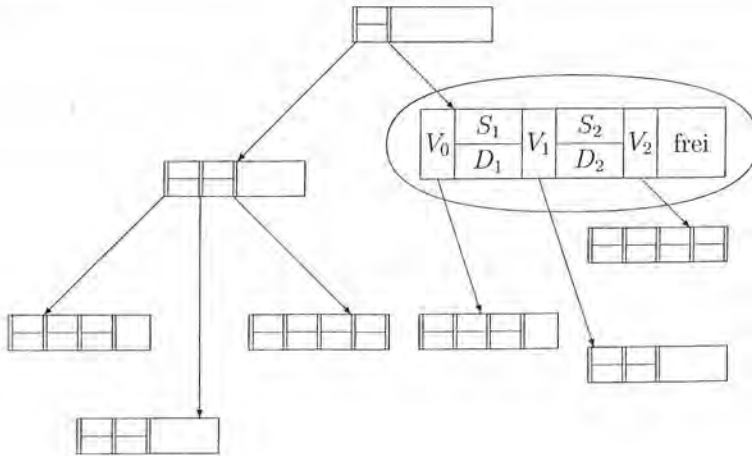 S₁ S₂
V₀ V₁ V₂ frei
D₁ D₂